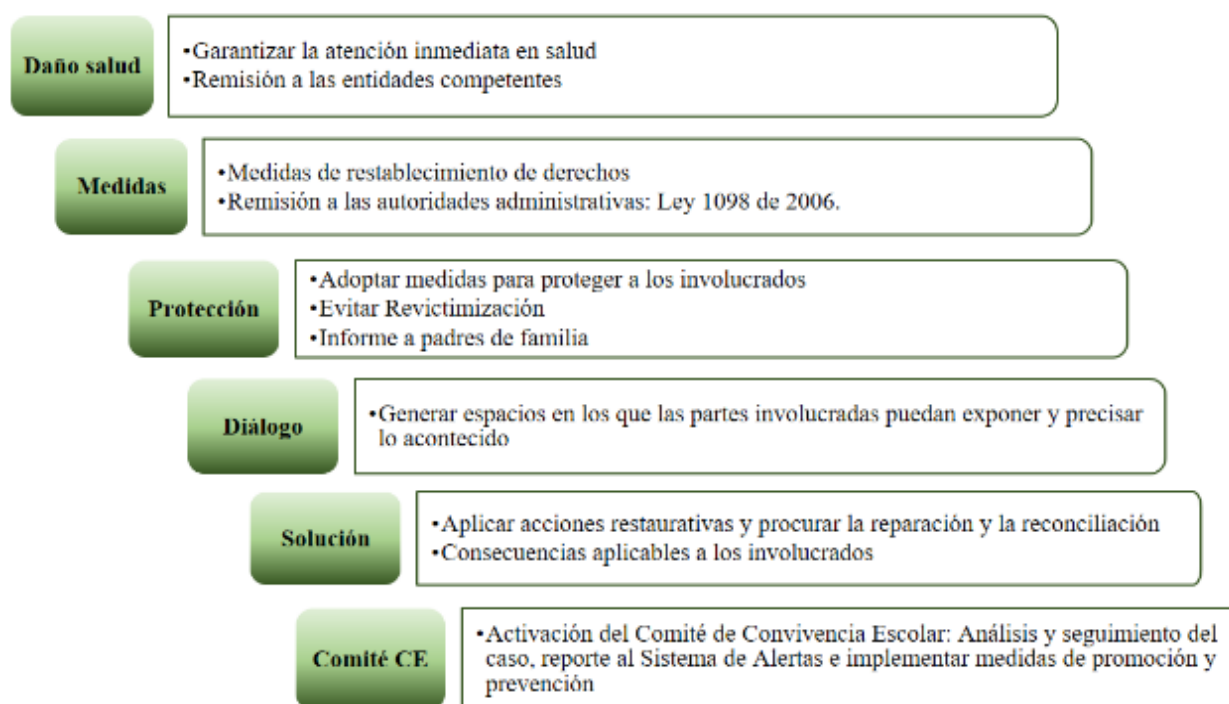 Daño salud
•Garantizar la atención inmediata en salud
•Remisión a las entidades competentes
Medidas
•Medidas de restablecimiento de derechos
•Remisión a las autoridades administrativas: Ley 1098 de 2006.
Protección
•Adoptar medidas para proteger a los involucrados
•Evitar Revictimización
•Informe a padres de familia
Diálogo
•Generar espacios en los que las partes involucradas puedan exponer y precisar
lo acontecido
Solución
•Aplicar acciones restaurativas y procurar la reparación y la reconciliación
•Consecuencias aplicables a los involucrados
Comité CE
•Activación del Comité de Convivencia Escolar: Análisis y seguimiento del
caso, reporte al Sistema de Alertas e implementar medidas de promoción y
prevención